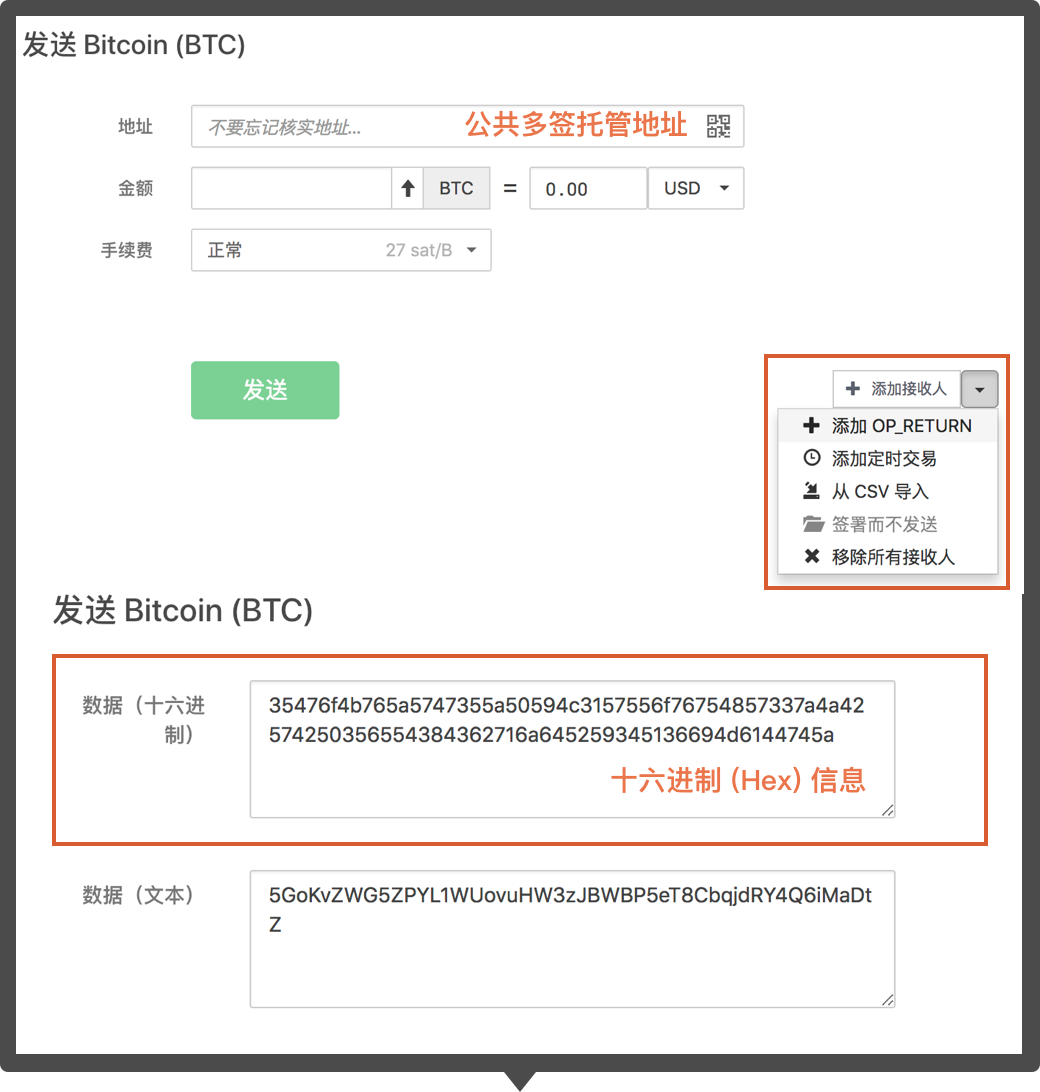 发送 Bitcoin (BTC)
地址 不要忘记核实地址... 公共多签托管地址
金额 BTC = 0.00 USD
手续费 正常 27 sat/B
发送
添加接收人
添加 OP_RETURN
添加定时交易
从 CSV 导入
签署而不发送
移除所有接收人
发送 Bitcoin (BTC)
数据（十六进
制）
35476f4b765a5747355a50594c3157556f76754857337a4a42
574250356554384362716a645259345136694d6144745a
十六进制 (Hex) 信息
数据（文本）
5GoKvZWG5ZPYL1WUovuHW3zJBWBP5eT8CbqjdRY4Q6iMaDt
Z